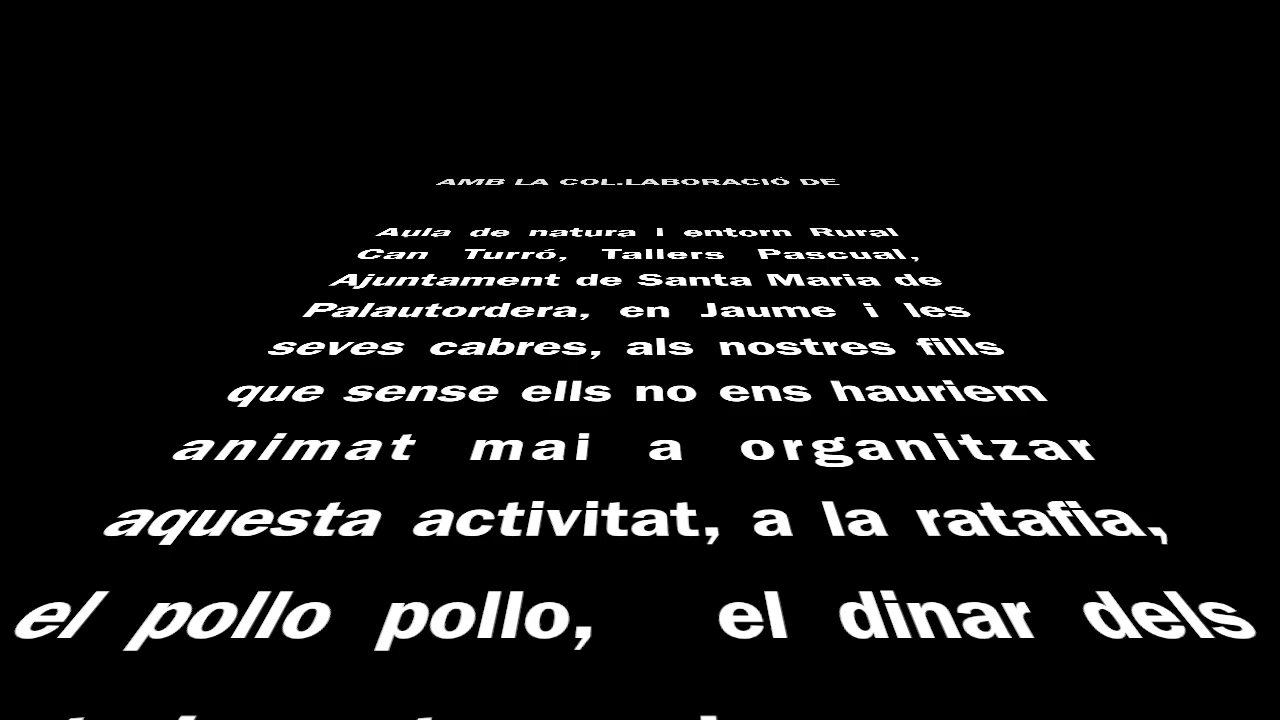 AMB LA COL.LABORACIÓ DE
Aula de natura i entorn Rural
Can Turró, Tallers Pascual,
Ajuntament de Santa Maria de
Palautordera, en Jaume i les
seves cabres, als nostres fills
que sense ells no ens hauriem
animat mai a organitzar
aquesta activitat, a la ratafia,
el pollo pollo, el dinar dels